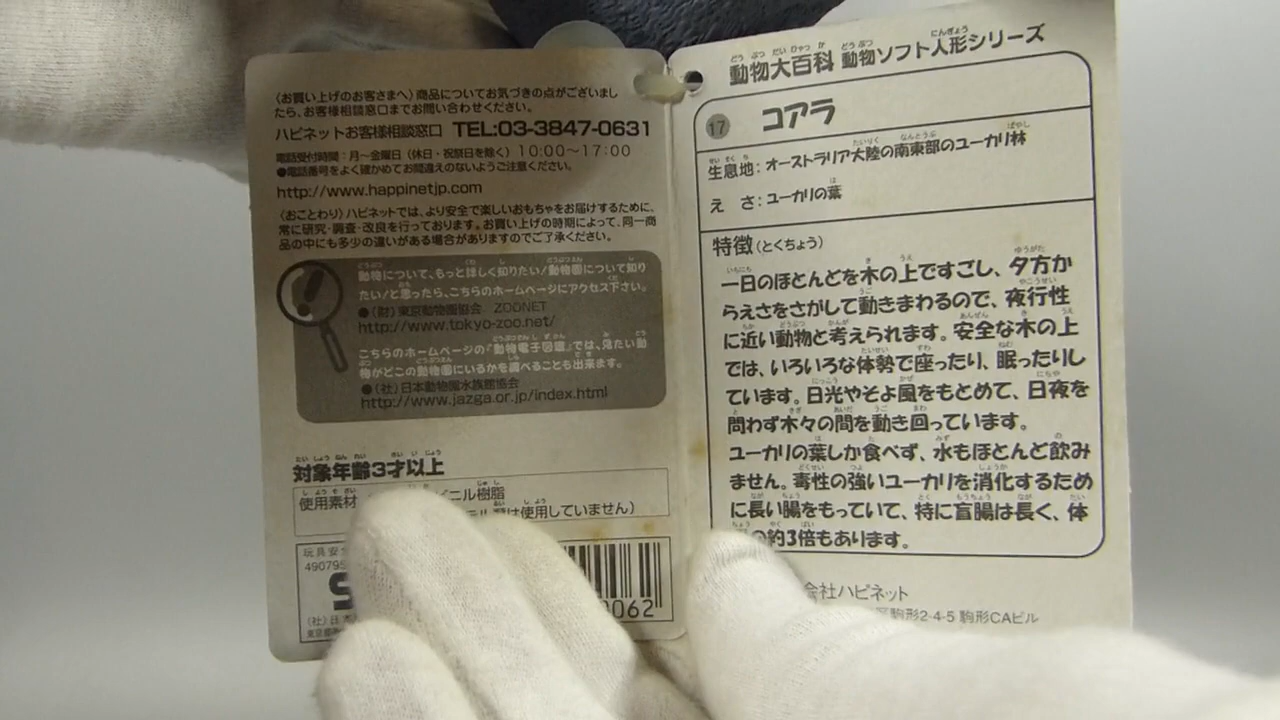 〈お買い上げのお客さまへ〉商品についてお気づきの点がございまし
たら、お客様相談窓口までお問い合わせください。
ハピネットお客様相談窓口 TEL:03-3847-0631
電話受付時間：月〜金曜日（休日・祝祭日を除く）10:00〜17:00
●電話番号をよく確かめてお間違えのないようご注意ください。
http://www.happinetjp.com
〈おことわり〉ハピネットでは、より安全で楽しいおもちゃをお届けするために、
常に研究・調査・改良を行っております。お買い上げの時期によって、同一商
品の中にも多少の違いがある場合がありますのでご了承ください。
動物について、もっと詳しく知りたい!動物園について知り
たい!と思ったら、こちらのホームページにアクセス下さい。
●（財）東京動物園協会 ZOONET
http://www.tokyo-zoo.net/
こちらのホームページの『動物電子図鑑』では、見たい動
物がどこの動物園にいるかを調べることも出来ます。
●（社）日本動物園水族館協会
http://www.jazga.or.jp/index.html
対象年齢3才以上
使用素材
ビニル樹脂
は使用していません）
玩具安
49079
（社）日本
東京都
062
動物大百科 動物ソフト人形シリーズ
17 コアラ
生息地：オーストラリア大陸の南東部のユーカリ林
えさ：ユーカリの葉
特徴（とくちょう）
一日のほとんどを木の上ですごし、夕方か
らえさをさがして動きまわるので、夜行性
に近い動物と考えられます。安全な木の上
では、いろいろな体勢で座ったり、眠ったりし
ています。日光やそよ風をもとめて、日夜を
問わず木々の間を動き回っています。
ユーカリの葉しか食べず、水もほとんど飲み
ません。毒性の強いユーカリを消化するため
に長い腸をもっていて、特に盲腸は長く、体
の約3倍もあります。
会社ハピネット
駒形2-4-5 駒形CAビル